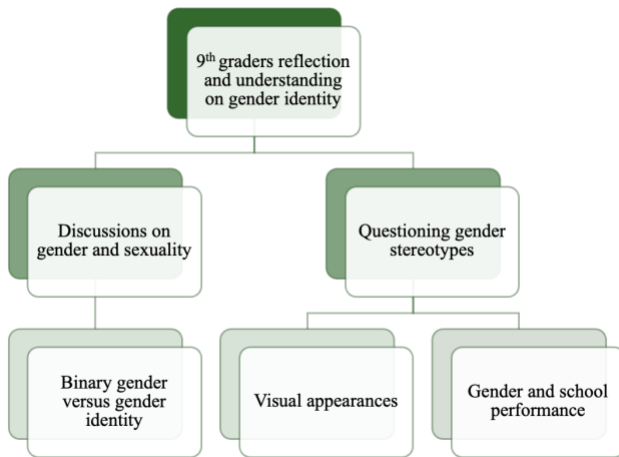 9th graders reflection
and understanding
on gender identity
Discussions on
gender and sexuality
Questioning gender
stereotypes
Binary gender
versus gender
identity
Visual appearances
Gender and school
performance